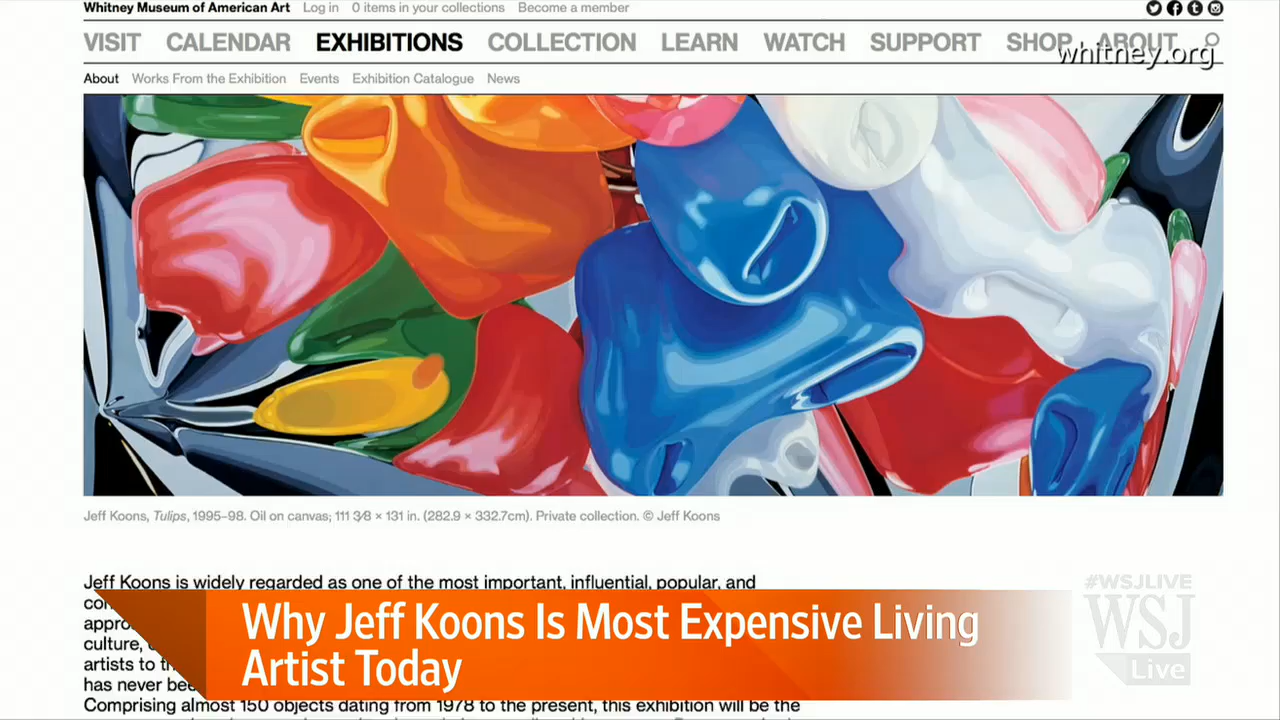 Whitney Museum of American Art Log in 0 items in your collections Become a member
VISIT CALENDAR EXHIBITIONS COLLECTION LEARN WATCH SUPPORT SHOP ABOUT
whitney.org
About Works From the Exhibition Events Exhibition Catalogue News
Jeff Koons, Tulips, 1995–98. Oil on canvas; 111 3⁄8 × 131 in. (282.9 × 332.7cm). Private collection. © Jeff Koons
Jeff Koons is widely regarded as one of the most important, influential, popular, and
culture,
artists to
has never
Comprising almost 150 objects dating from 1978 to the present, this exhibition will be the
Why Jeff Koons Is Most Expensive Living
Artist Today
#WSJLIVE
WSJ
Live